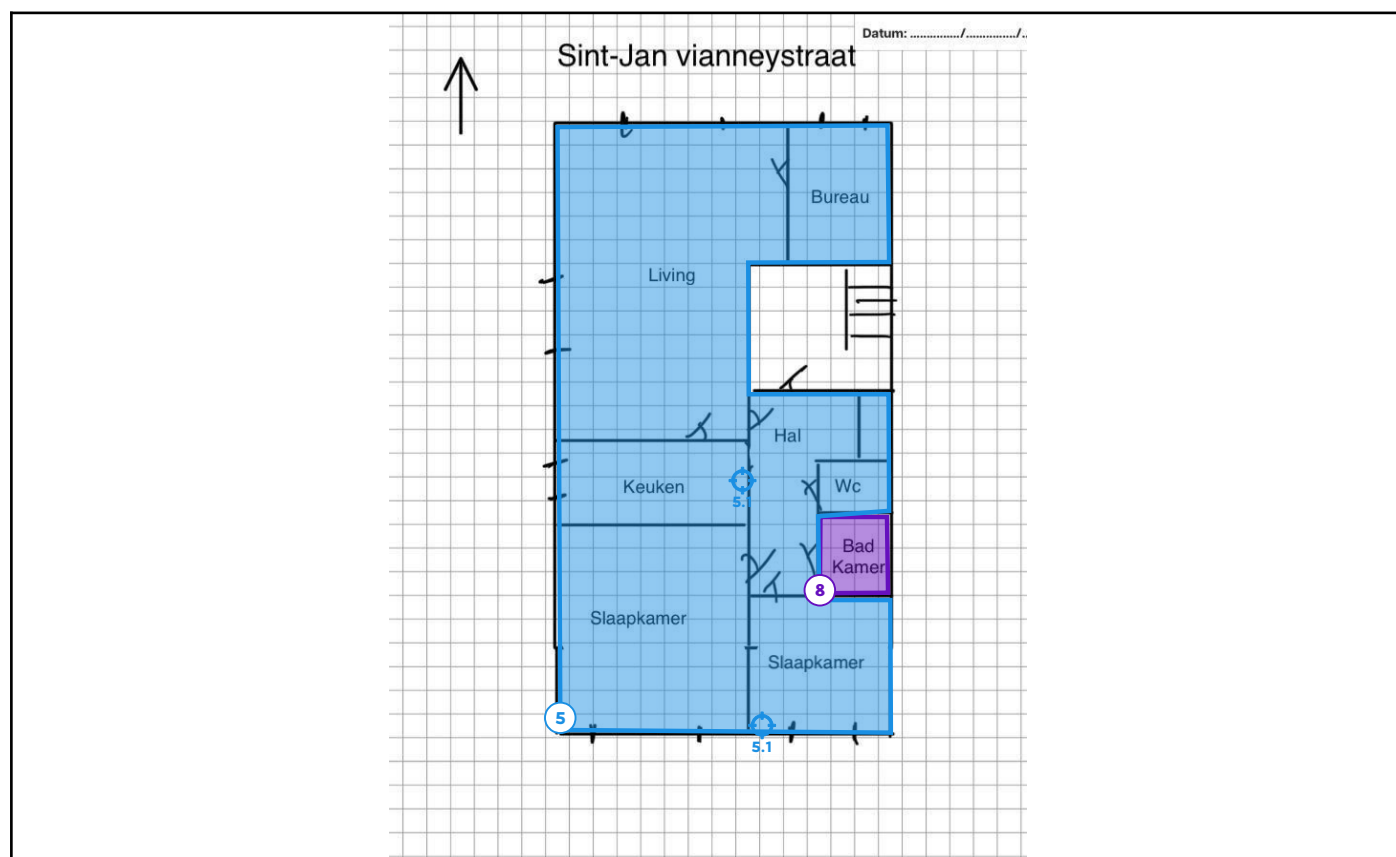 Datum: ............../............../..
Sint-Jan vianneystraat
Bureau
Living
Hal
Keuken
Wc
5.1
Bad
Kamer
8
Slaapkamer
Slaapkamer
5
5.1